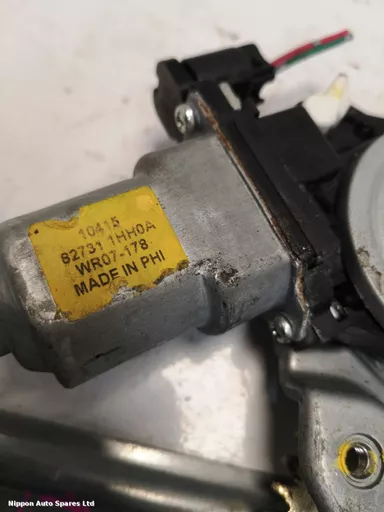 10415
82731 1HH0A
WR07-178
MADE IN PHI
Nippon Auto Spares Ltd